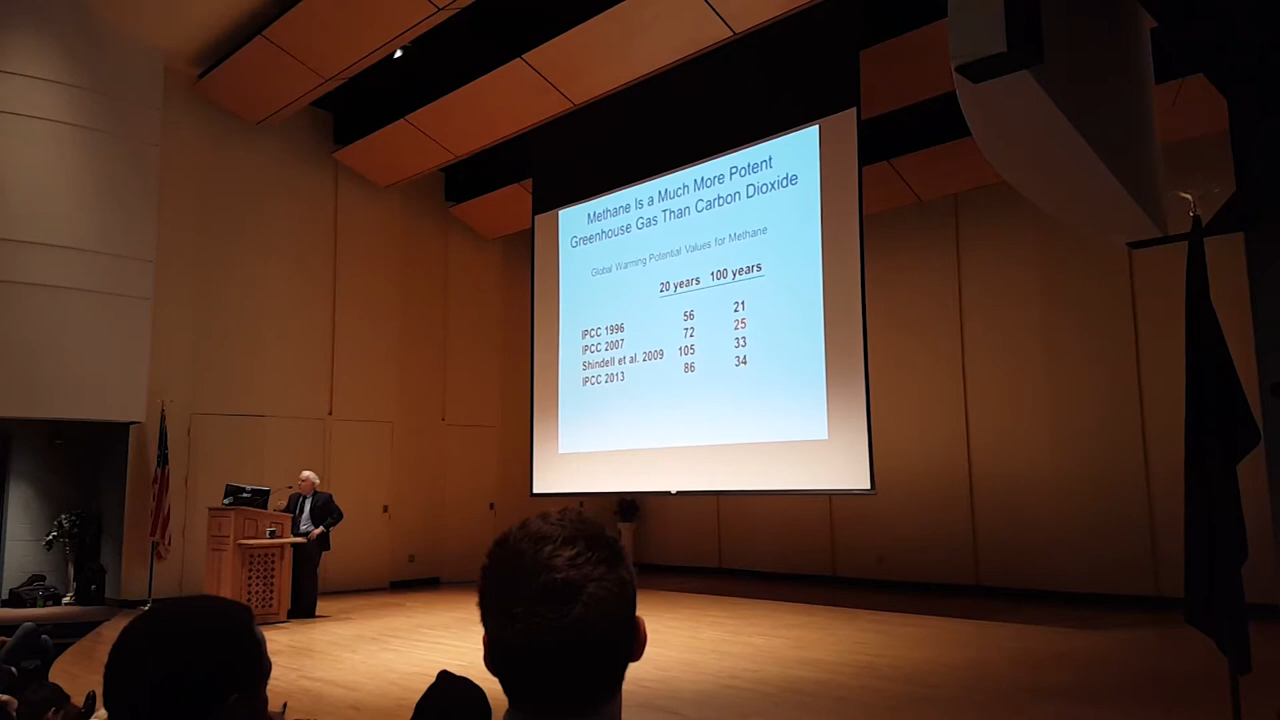 Methane Is a Much More Potent
Greenhouse Gas Than Carbon Dioxide
Global Warming Potential Values for Methane
20 years 100 years
IPCC 1996 56 21
IPCC 2007 72 25
Shindell et al. 2009 105 33
IPCC 2013 86 34